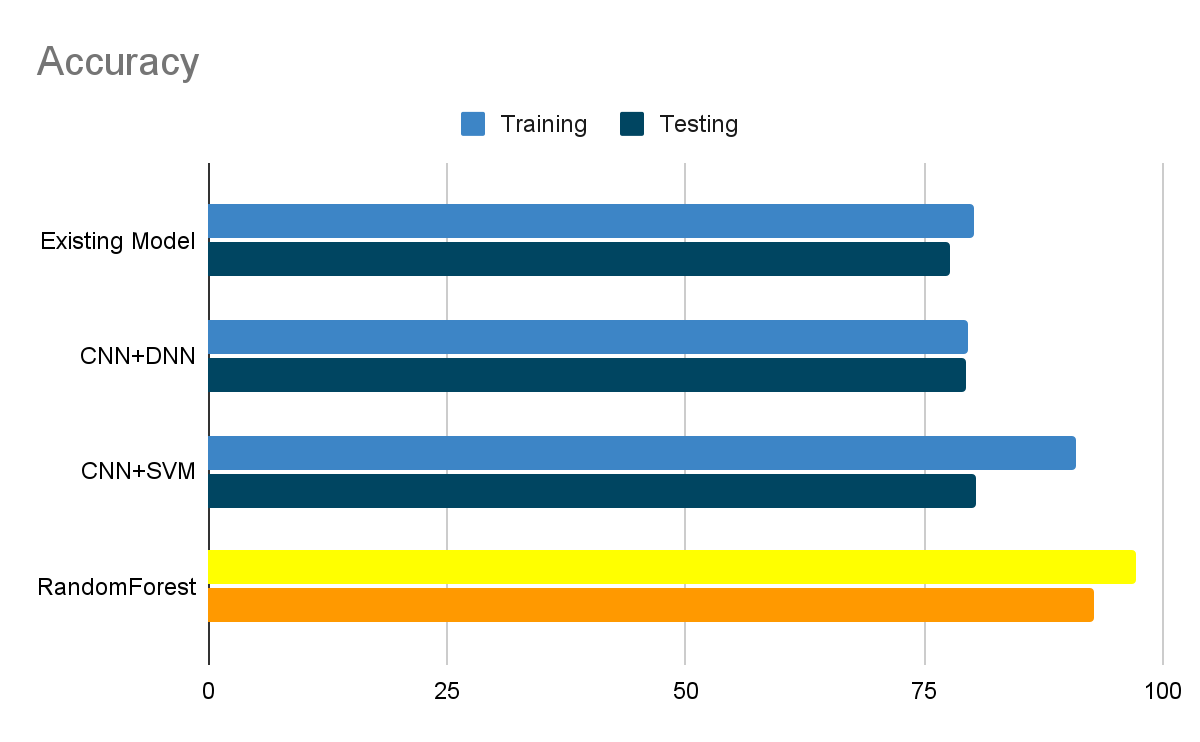 Accuracy
Training Testing
Existing Model
CNN+DNN
CNN+SVM
RandomForest
0 25 50 75 100